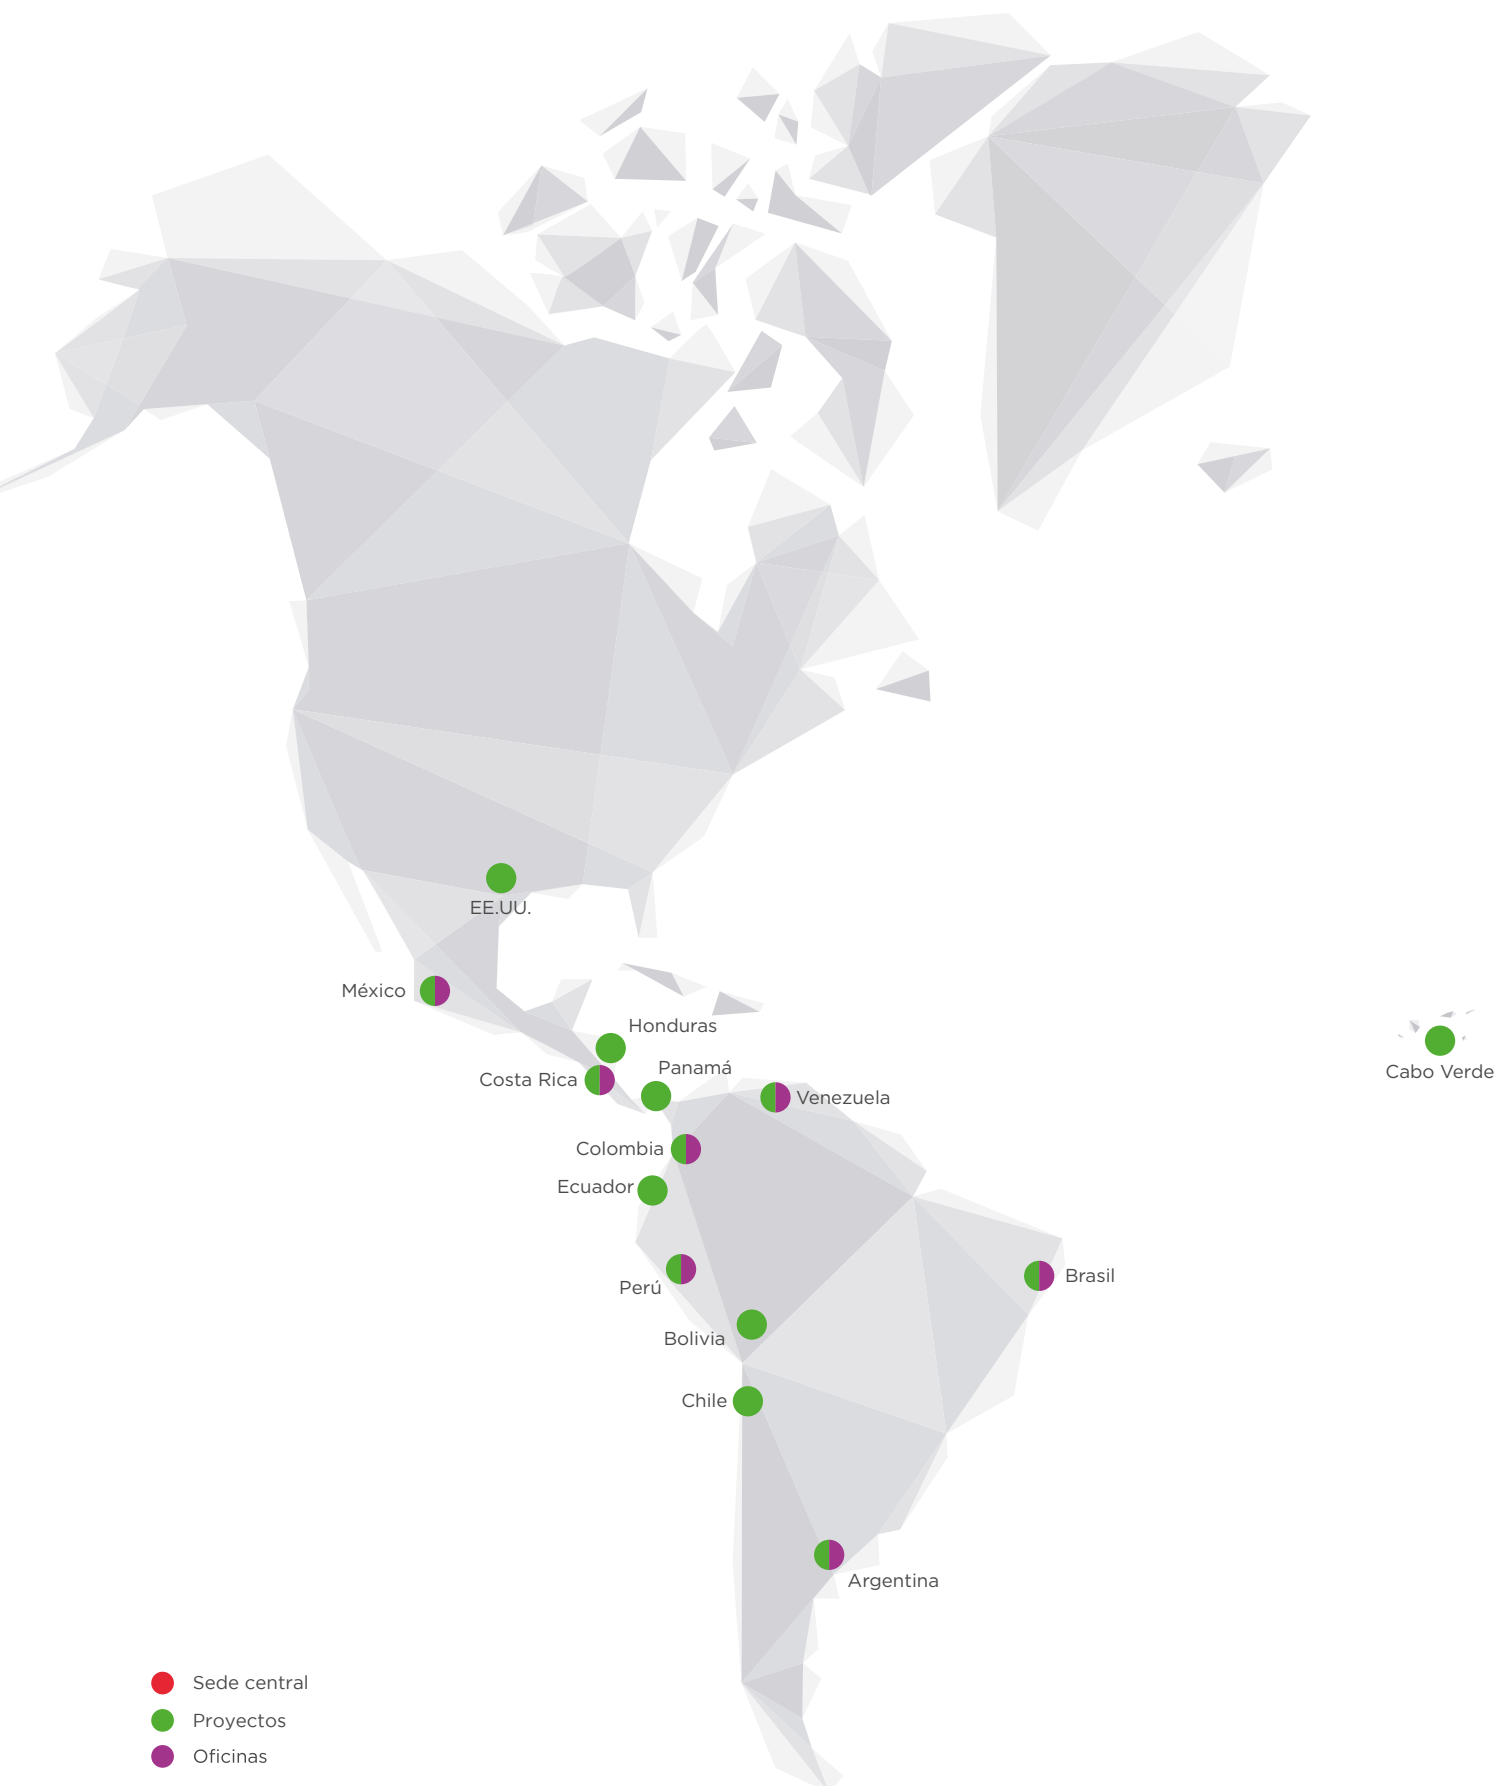 EE.UU.
México
Honduras
Panamá
Costa Rica
Cabo Verde
Venezuela
Colombia
Ecuador
Brasil
Perú
Bolivia
Chile
Argentina
Sede central
Proyectos
Oficinas